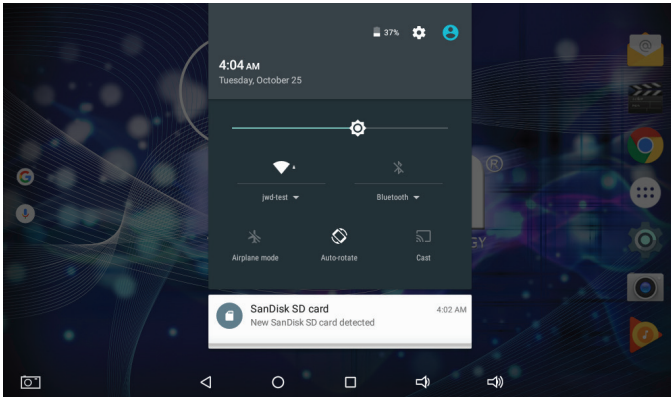 37%
4:04 AM
Tuesday, October 25
jwd-test
Bluetooth
Airplane mode
Auto-rotate
Cast
SanDisk SD card
4:02 AM
New SanDisk SD card detected
®
GY